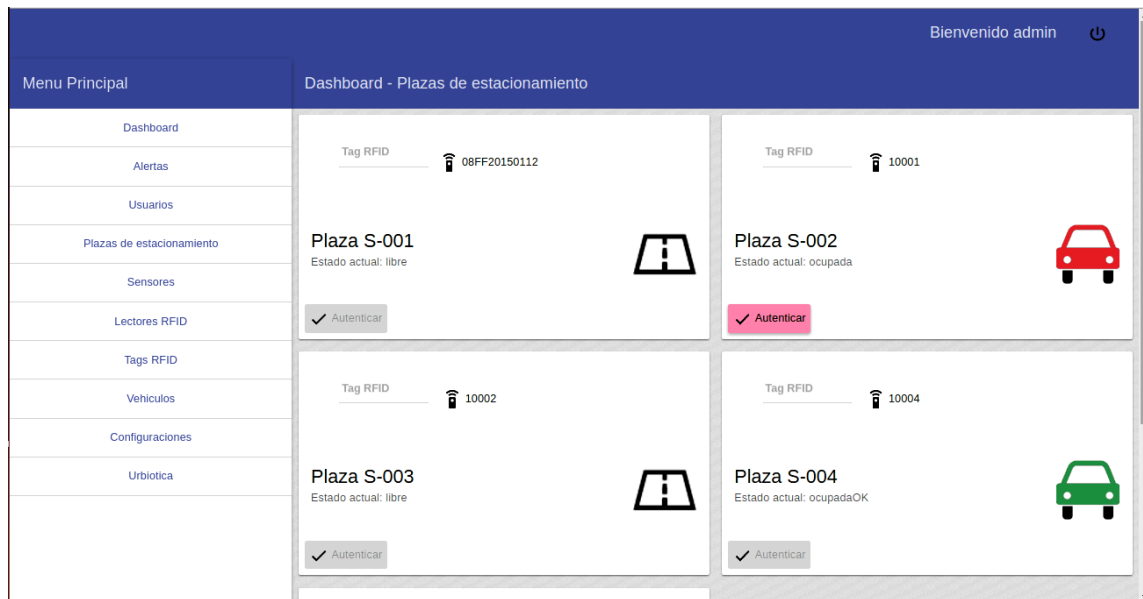 Bienvenido admin
Menu Principal
Dashboard - Plazas de estacionamiento
Dashboard
Alertas
Usuarios
Plazas de estacionamiento
Sensores
Lectores RFID
Tags RFID
Vehiculos
Configuraciones
Urbiotica
Tag RFID
08FF20150112
Plaza S-001
Estado actual: libre
Autenticar
Tag RFID
10001
Plaza S-002
Estado actual: ocupada
Autenticar
Tag RFID
10002
Plaza S-003
Estado actual: libre
Autenticar
Tag RFID
10004
Plaza S-004
Estado actual: ocupadaOK
Autenticar